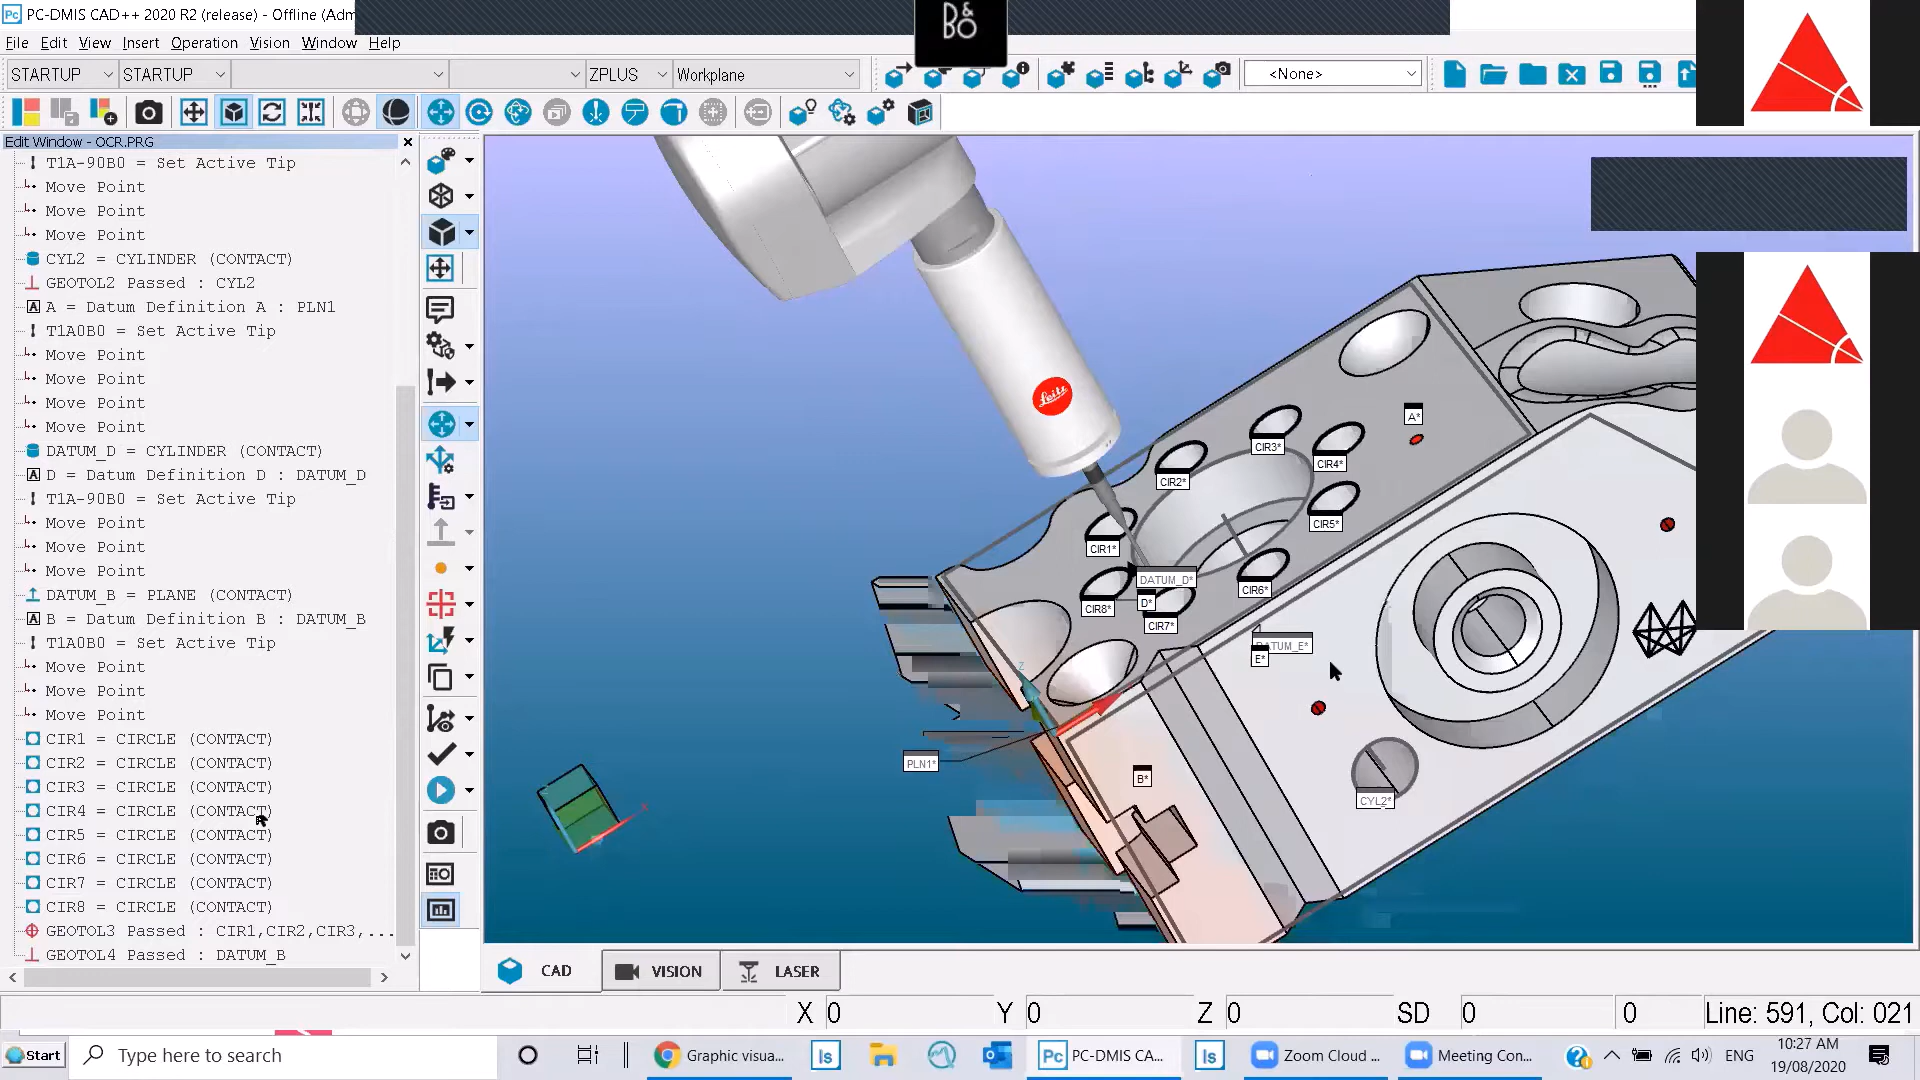 PC-DMIS CAD++ 2020 R2 (release) - Offline (Adm
B&O
File Edit View Insert Operation Vision Window Help
STARTUP STARTUP ZPLUS Workplane <None>
Edit Window - OCR.PRG
T1A-90B0 = Set Active Tip
Move Point
Move Point
Move Point
CYL2 = CYLINDER (CONTACT)
GEOTOL2 Passed : CYL2
A = Datum Definition A : PLN1
T1A0B0 = Set Active Tip
Move Point
Move Point
Move Point
Move Point
DATUM_D = CYLINDER (CONTACT)
D = Datum Definition D : DATUM_D
T1A-90B0 = Set Active Tip
Move Point
Move Point
DATUM_B = PLANE (CONTACT)
B = Datum Definition B : DATUM_B
T1A0B0 = Set Active Tip
Move Point
Move Point
Move Point
CIR1 = CIRCLE (CONTACT)
CIR2 = CIRCLE (CONTACT)
CIR3 = CIRCLE (CONTACT)
CIR4 = CIRCLE (CONTACT)
CIR5 = CIRCLE (CONTACT)
CIR6 = CIRCLE (CONTACT)
CIR7 = CIRCLE (CONTACT)
CIR8 = CIRCLE (CONTACT)
GEOTOL3 Passed : CIR1,CIR2,CIR3,...
GEOTOL4 Passed : DATUM_B
Leitz
A*
CIR3*
CIR4*
CIR2*
CIR5*
CIR1*
DATUM_D*
CIR6*
D*
CIR8*
CIR7*
DATUM_E*
E*
PLN1*
B*
CYL2*
Z
CAD VISION LASER
X 0 Y 0 Z 0 SD 0 0 Line: 591, Col: 021
Start Type here to search Graphic visua... Is PC-DMIS CA... Is Zoom Cloud ... Meeting Con... ENG 10:27 AM
19/08/2020